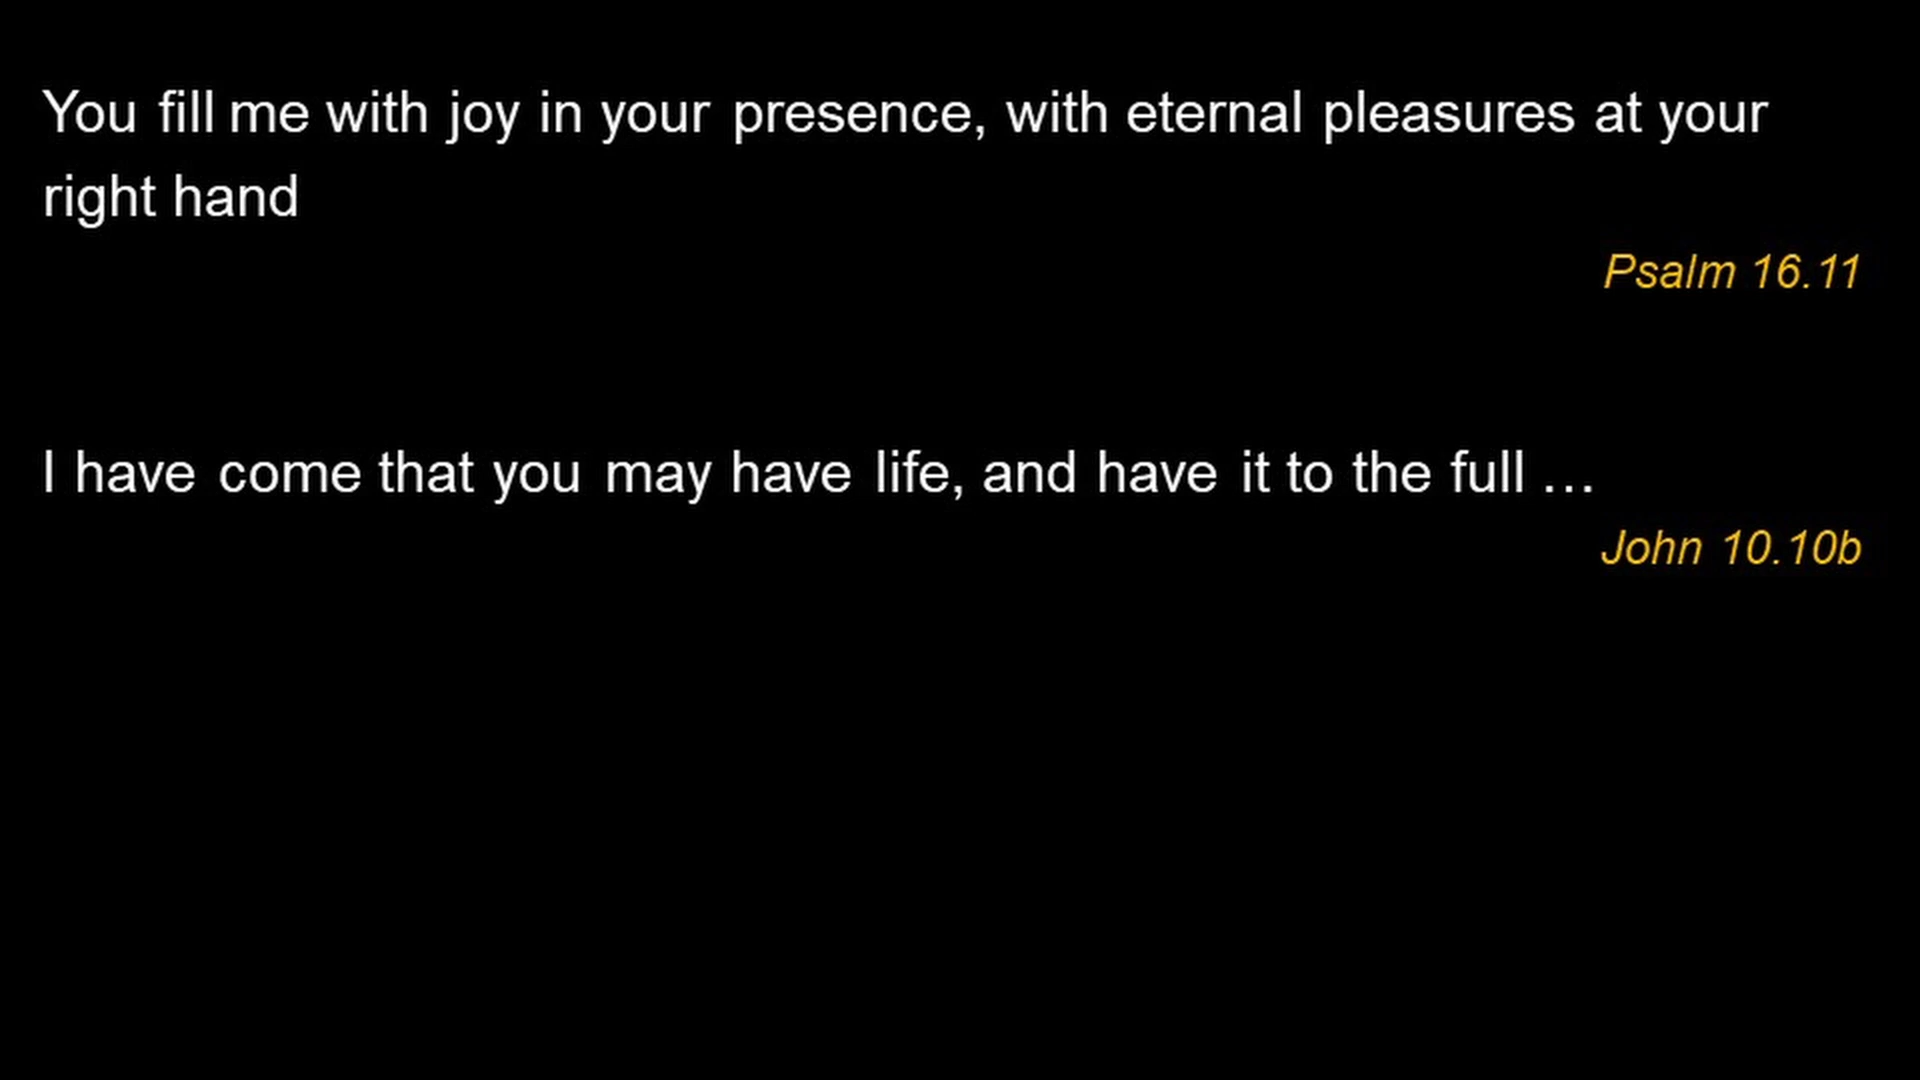 You fill me with joy in your presence, with eternal pleasures at your
right hand
Psalm 16.11
I have come that you may have life, and have it to the full …
John 10.10b